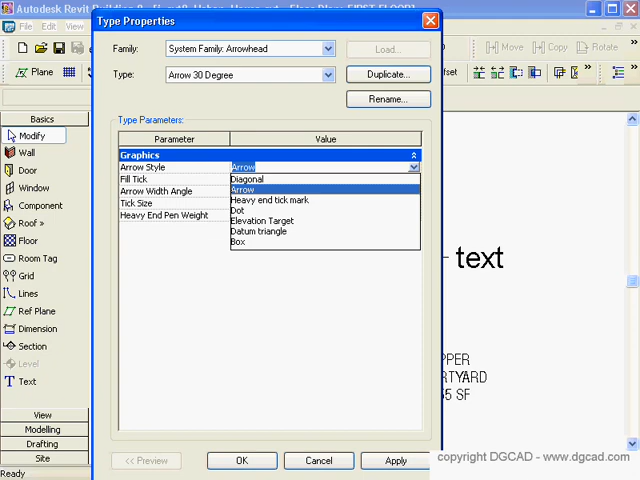 Autodesk Revit Building 8
FIRST FLOOR]
File Edit View
Type Properties
Family: System Family: Arrowhead Load...
Type: Arrow 30 Degree Duplicate...
Rename...
Type Parameters:
Parameter Value
Graphics
Arrow Style Arrow
Fill Tick
Arrow Width Angle
Tick Size
Heavy End Pen Weight
Diagonal
Arrow
Heavy end tick mark
Dot
Elevation Target
Datum triangle
Box
<< Preview OK Cancel Apply
Move Copy Rotate
Plane
Basics
Modify
Wall
Door
Window
Component
Roof »
Floor
Room Tag
Grid
Lines
Ref Plane
Dimension
Section
Level
Text
View
Modelling
Drafting
Site
Ready
text
PPER
RTYARD
5 SF
copyright DGCAD - www.dgcad.com